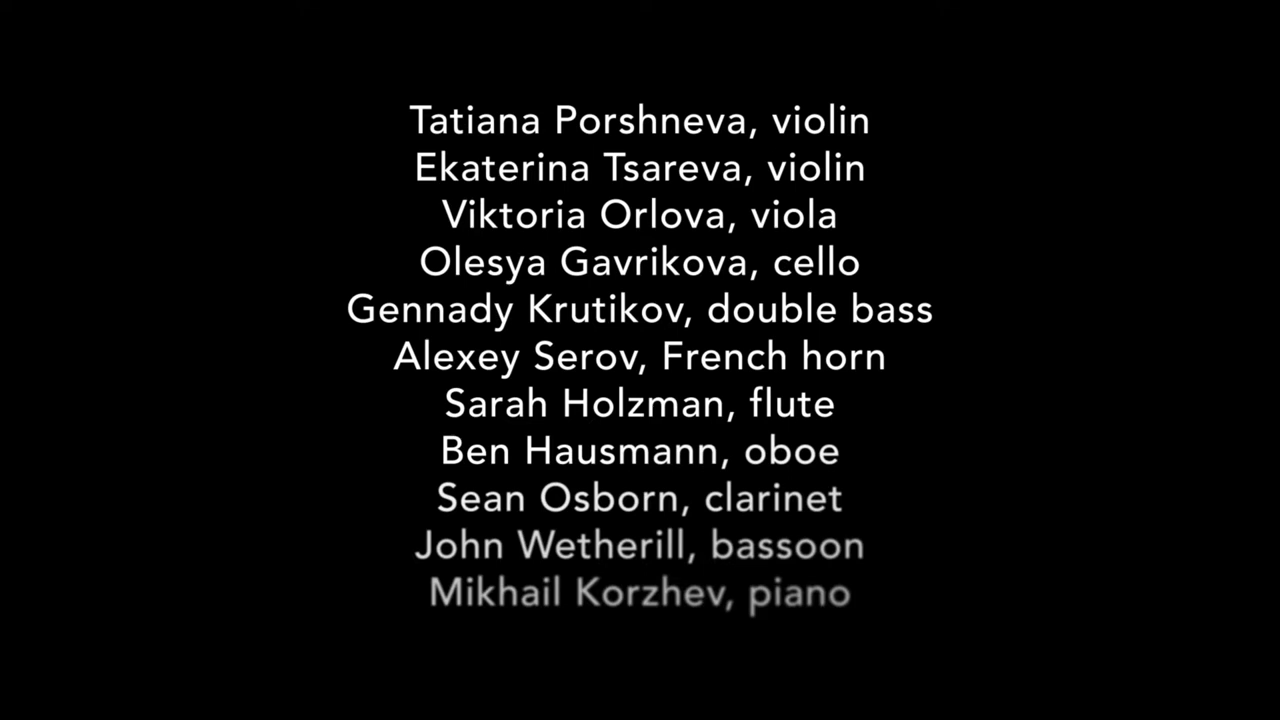 Tatiana Porshneva, violin
Ekaterina Tsareva, violin
Viktoria Orlova, viola
Olesya Gavrikova, cello
Gennady Krutikov, double bass
Alexey Serov, French horn
Sarah Holzman, flute
Ben Hausmann, oboe
Sean Osborn, clarinet
John Wetherill, bassoon
Mikhail Korzhev, piano